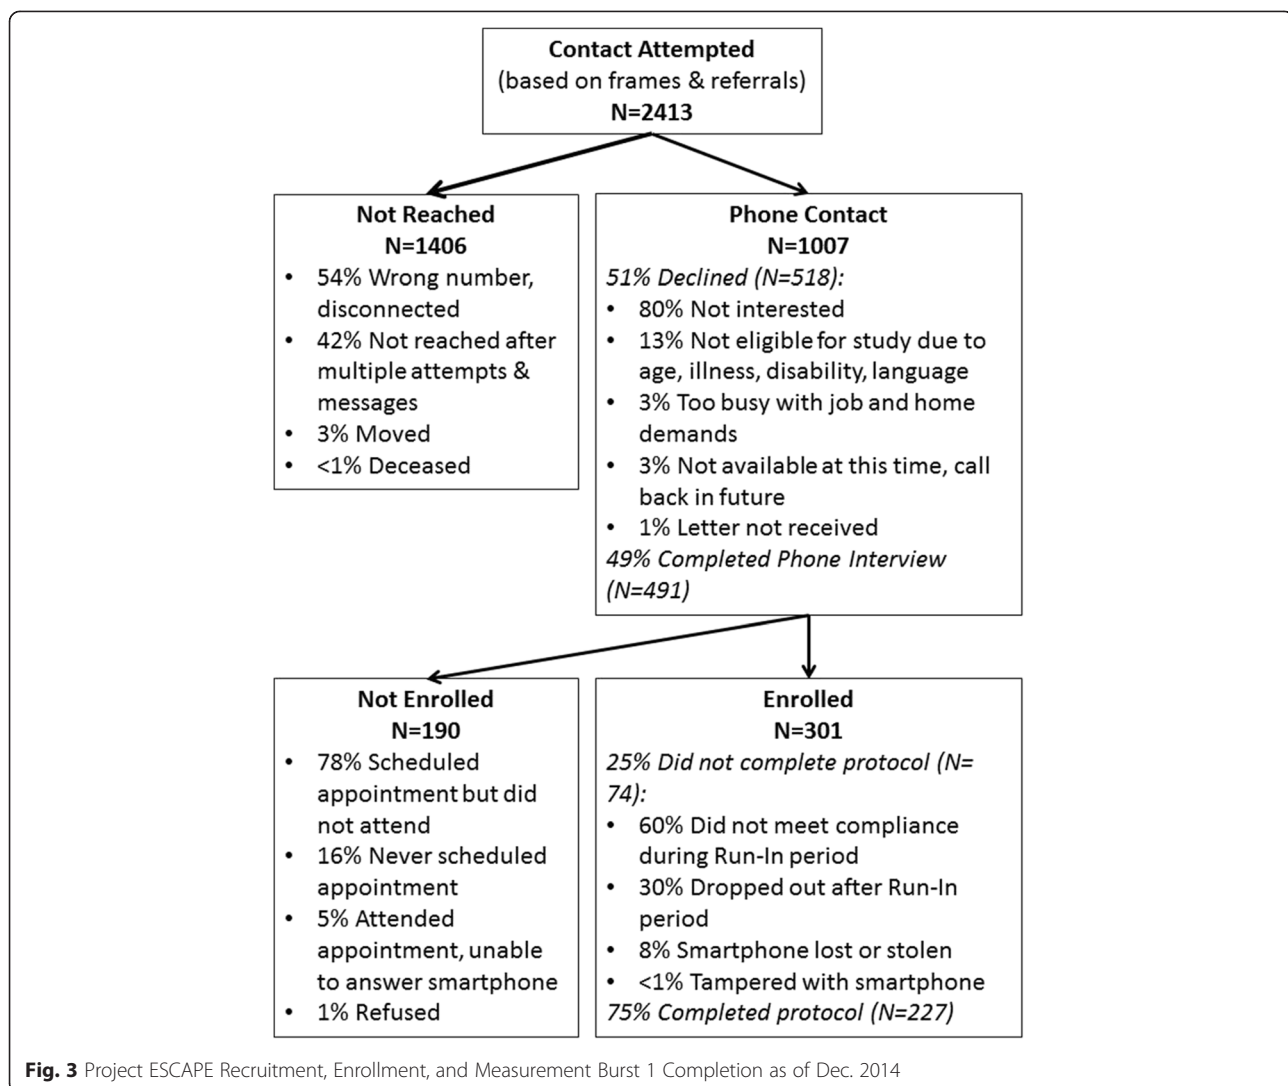 Contact Attempted
(based on frames & referrals)
N=2413
Not Reached
N=1406
• 54% Wrong number,
disconnected
• 42% Not reached after
multiple attempts &
messages
• 3% Moved
• <1% Deceased
Phone Contact
N=1007
51% Declined (N=518):
• 80% Not interested
• 13% Not eligible for study due to
age, illness, disability, language
• 3% Too busy with job and home
demands
• 3% Not available at this time, call
back in future
• 1% Letter not received
49% Completed Phone Interview
(N=491)
Not Enrolled
N=190
• 78% Scheduled
appointment but did
not attend
• 16% Never scheduled
appointment
• 5% Attended
appointment, unable
to answer smartphone
• 1% Refused
Enrolled
N=301
25% Did not complete protocol (N=
74):
• 60% Did not meet compliance
during Run-In period
• 30% Dropped out after Run-In
period
• 8% Smartphone lost or stolen
• <1% Tampered with smartphone
75% Completed protocol (N=227)
Fig. 3 Project ESCAPE Recruitment, Enrollment, and Measurement Burst 1 Completion as of Dec. 2014